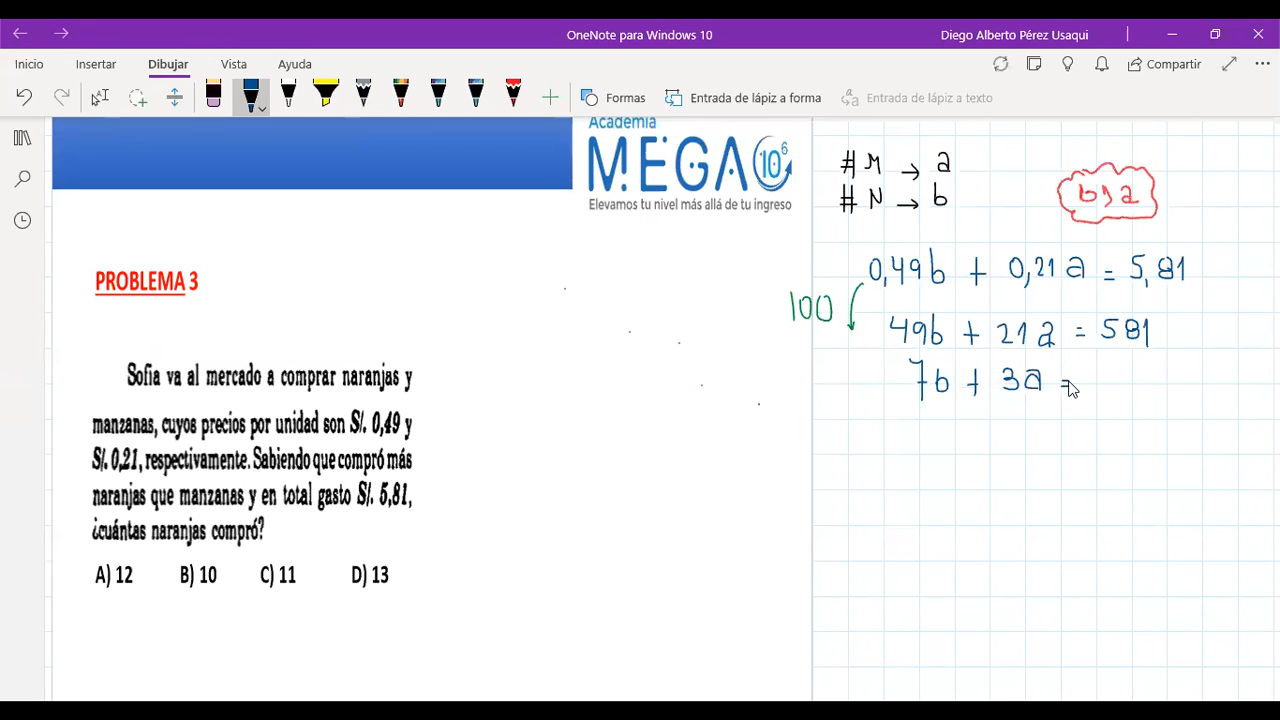 OneNote para Windows 10
Diego Alberto Pérez Usaqui
Inicio
Insertar
Dibujar
Vista
Ayuda
Compartir
Formas
Entrada de lápiz a forma
Entrada de lápiz a texto
Academia
MEGA 10⁶
Elevamos tu nivel más allá de tu ingreso
PROBLEMA 3
Sofia va al mercado a comprar naranjas y
manzanas, cuyos precios por unidad son S/. 0,49 y
S/. 0,21, respectivamente. Sabiendo que compró más
naranjas que manzanas y en total gasto S/. 5,81,
¿cuántas naranjas compró?
A) 12 B) 10 C) 11 D) 13
# M → a
# N → b
b > a
0,49b + 0,21a = 5,81
100
49b + 21a = 581
7b + 3a =